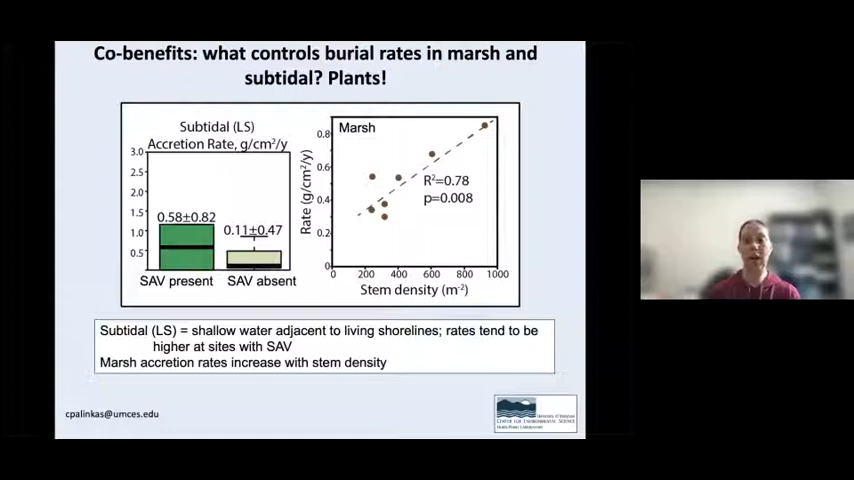 Co-benefits: what controls burial rates in marsh and
subtidal? Plants!
Subtidal (LS)
Accretion Rate, g/cm²/y
3.0
2.5
2.0
1.5
1.0
0.5
0.58±0.82
0.11±0.47
SAV present
SAV absent
Marsh
Rate (g/cm²/y)
0.8
0.6
0.4
0.2
0
R²=0.78
p=0.008
0
200
400
600
800
1000
Stem density (m⁻²)
Subtidal (LS) = shallow water adjacent to living shorelines; rates tend to be
higher at sites with SAV
Marsh accretion rates increase with stem density
cpalinkas@umces.edu
CENTER FOR ENVIRONMENTAL SCIENCE